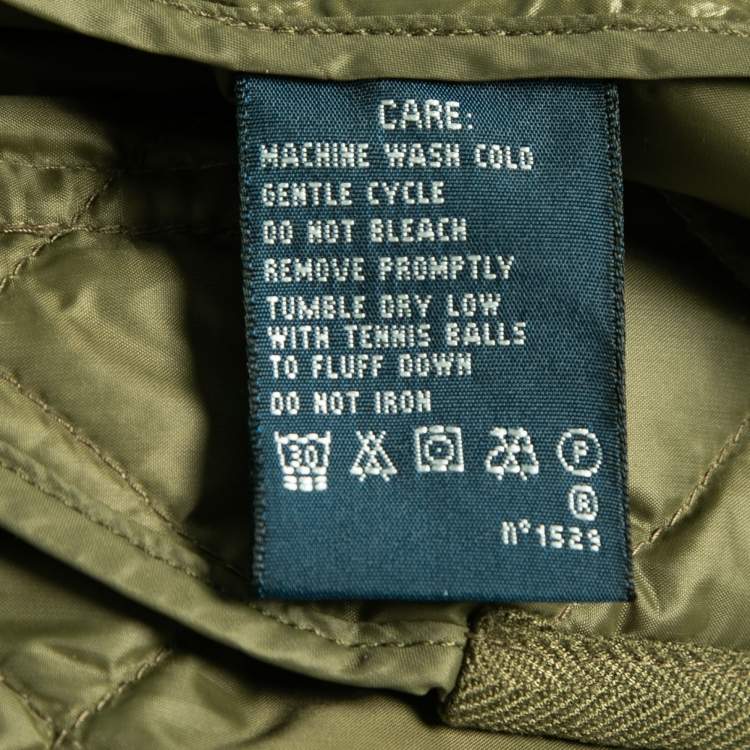 CARE:
MACHINE WASH COLD
GENTLE CYCLE
DO NOT BLEACH
REMOVE PROMPTLY
TUMBLE DRY LOW
WITH TENNIS BALLS
TO FLUFF DOWN
DO NOT IRON
30 P
®
n° 1529